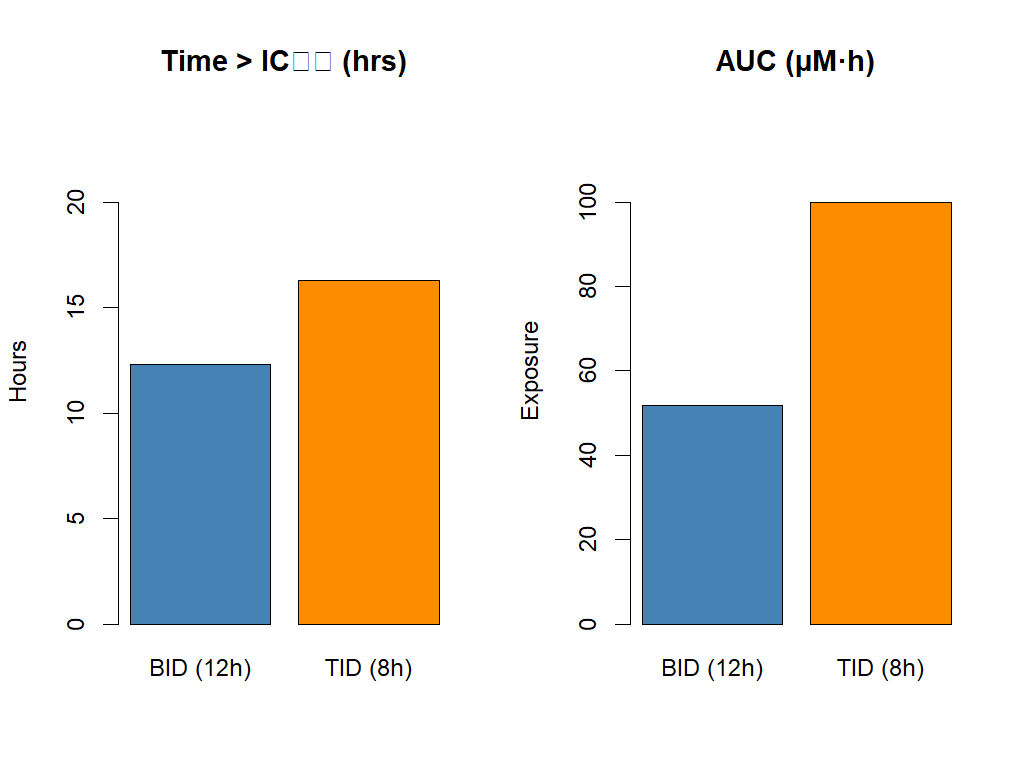 Time > IC□□ (hrs)
Hours
20
15
10
5
0
BID (12h)
TID (8h)
AUC (µM·h)
Exposure
100
80
60
40
20
0
BID (12h)
TID (8h)